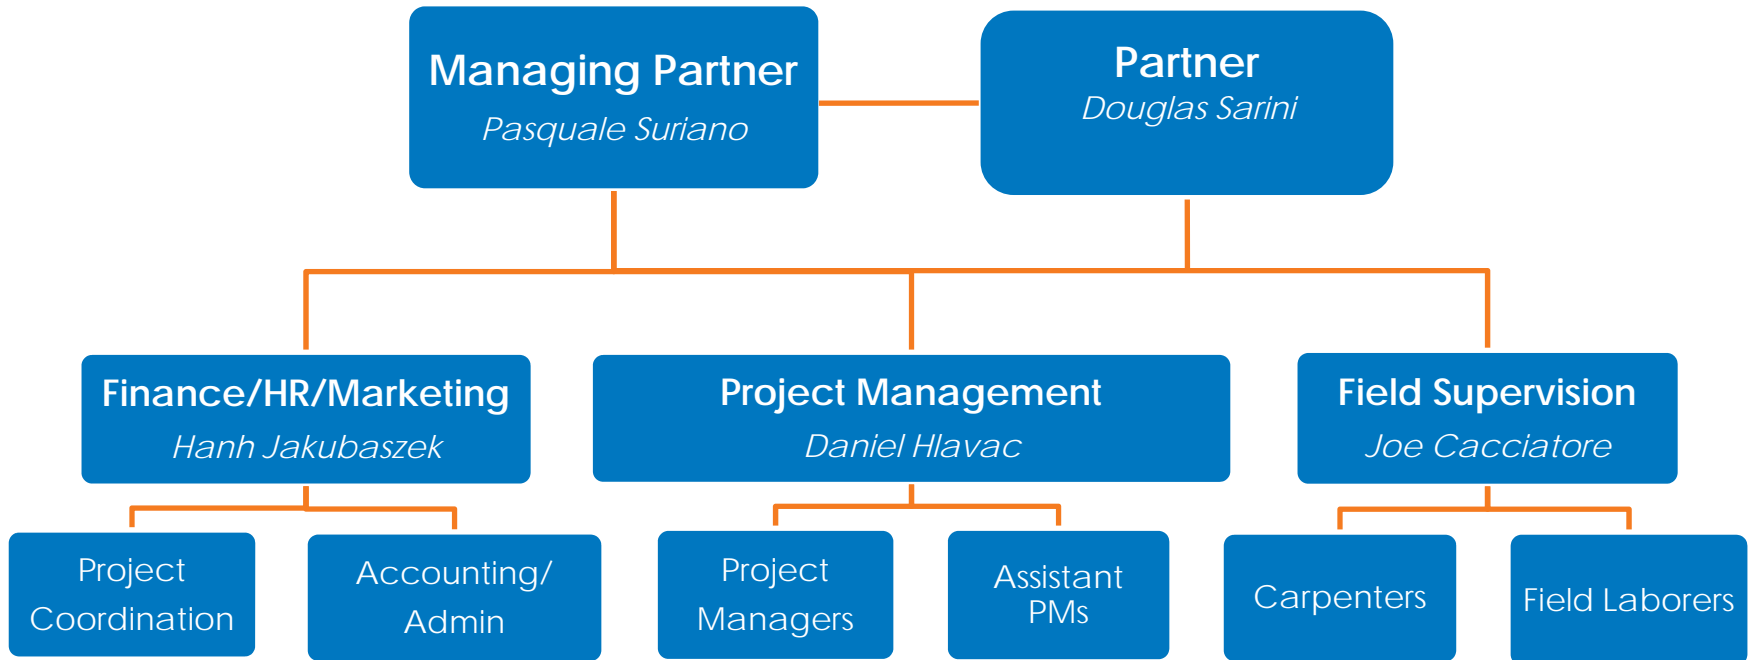 Managing Partner
Pasquale Suriano
Partner
Douglas Sarini
Finance/HR/Marketing
Hanh Jakubaszek
Project Management
Daniel Hlavac
Field Supervision
Joe Cacciatore
Project
Coordination
Accounting/
Admin
Project
Managers
Assistant
PMs
Carpenters
Field Laborers